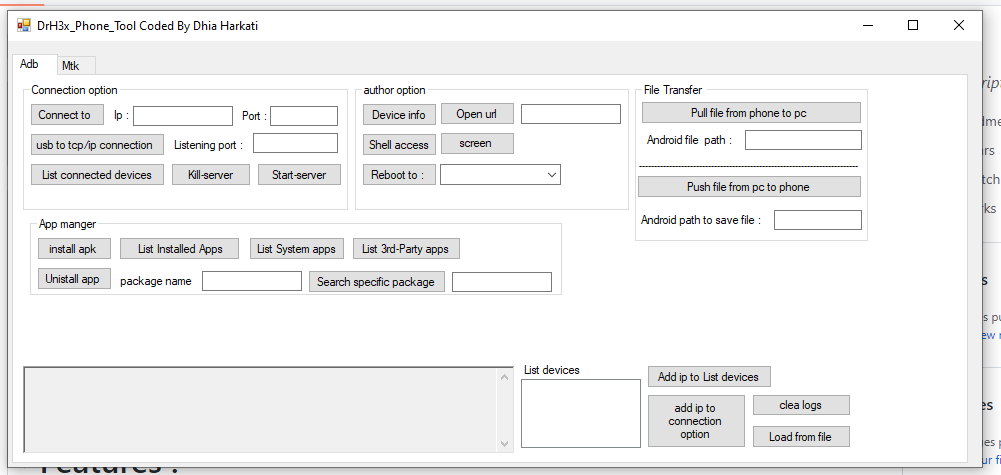 DrH3x_Phone_Tool Coded By Dhia Harkati
Adb Mtk
Connection option
Connect to Ip : Port :
usb to tcp/ip connection Listening port :
List connected devices Kill-server Start-server
author option
Device info Open url
Shell access screen
Reboot to :
File Transfer
Pull file from phone to pc
Android file path :
Push file from pc to phone
Android path to save file :
App manger
install apk List Installed Apps List System apps List 3rd-Party apps
Unistall app package name Search specific package
List devices
Add ip to List devices
add ip to
connection
option
clea logs
Load from file